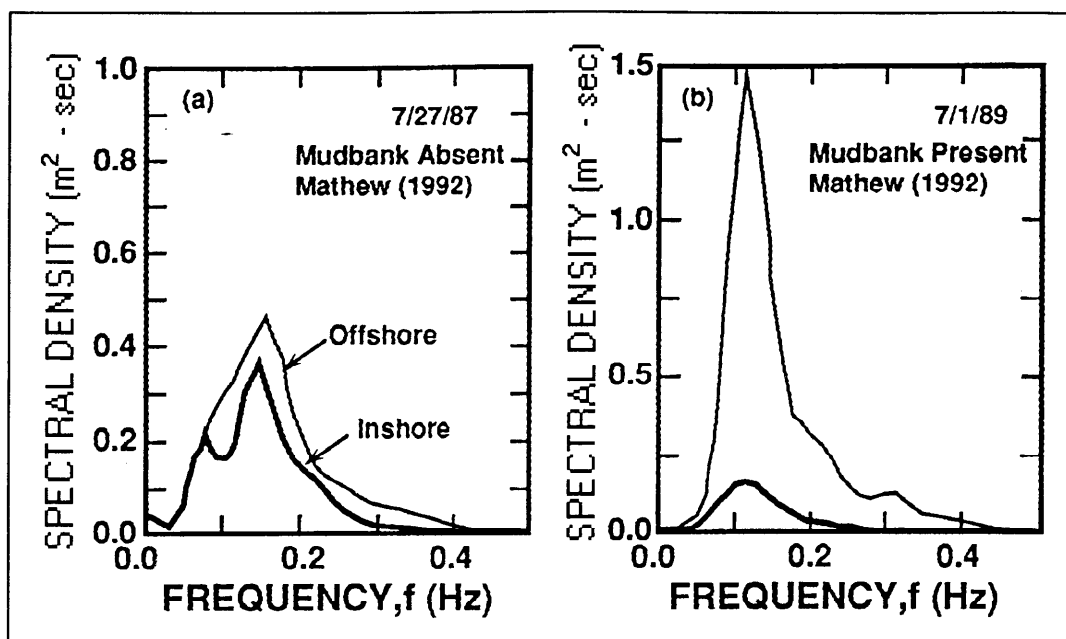 (a)
7/27/87
Mudbank Absent
Mathew (1992)
Offshore
Inshore
SPECTRAL DENSITY (m² - sec)
1.0
0.8
0.6
0.4
0.2
0.0
0.0 0.2 0.4
FREQUENCY,f (Hz)
(b)
7/1/89
Mudbank Present
Mathew (1992)
SPECTRAL DENSITY (m² - sec)
1.5
1.0
0.5
0.0
0.0 0.2 0.4
FREQUENCY,f (Hz)